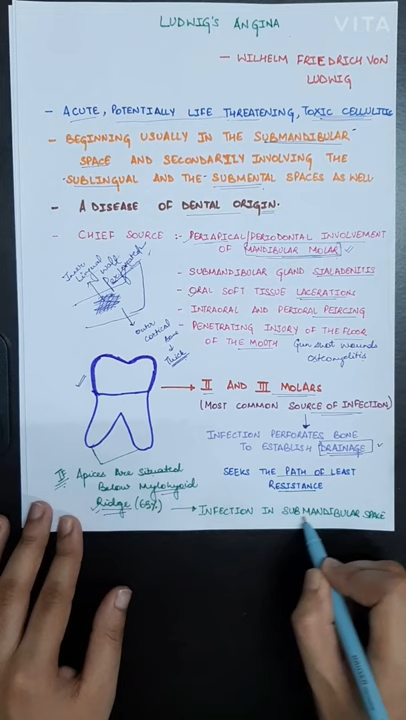 LUDWIG'S ANGINA
VITA
- WILHELM FRIEDRICH VON
LUDWIG
- ACUTE, POTENTIALLY LIFE THREATENING, TOXIC CELLULITIS
- BEGINNING USUALLY IN THE SUBMANDIBULAR
SPACE AND SECONDARILY INVOLVING THE
SUBLINGUAL AND THE SUBMENTAL SPACES AS WELL.
- A DISEASE OF DENTAL ORIGIN.
- CHIEF SOURCE :- PERIAPICAL/PERIODONTAL INVOLVEMENT
OF MANDIBULAR MOLAR
- SUBMANDIBULAR GLAND SIALADENITIS
- ORAL SOFT TISSUE LACERATION
- INTRAORAL AND PERIORAL PEIRCING
- PENETRATING INJURY OF THE FLOOR
OF THE MOUTH
Gun shot wounds
osteomyelitis
Inner
Lingual wall
Perforated
outer
cortical
bone
Thick
→ II AND III MOLARS
(MOST COMMON SOURCE OF INFECTION)
INFECTION PERFORATES BONE
TO ESTABLISH DRAINAGE
SEEKS THE PATH OF LEAST
RESISTANCE
If Apices Are Situated
Below Mylohyoid
Ridge (65%) → INFECTION IN SUBMANDIBULAR SPACE